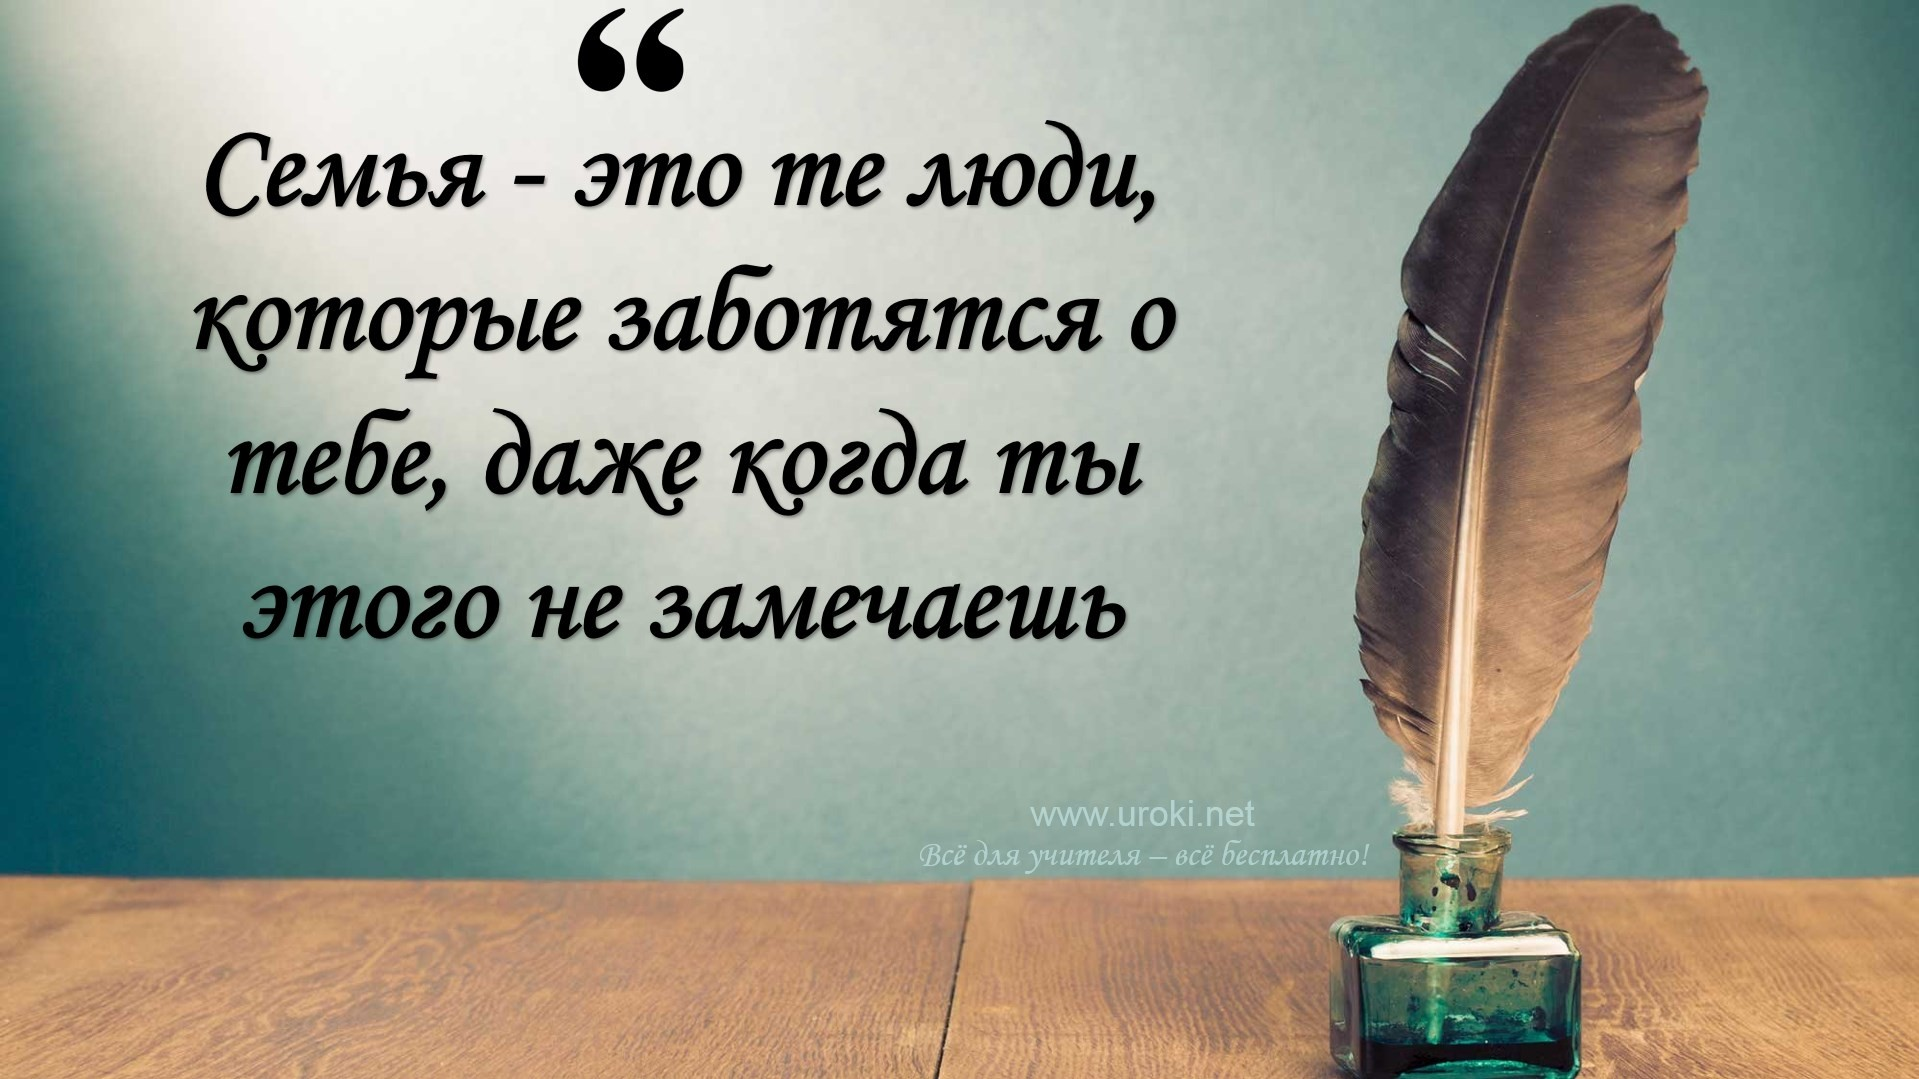 “
Семья - это те люди,
которые заботятся о
тебе, даже когда ты
этого не замечаешь
www.uroki.net
Всё для учителя – всё бесплатно!